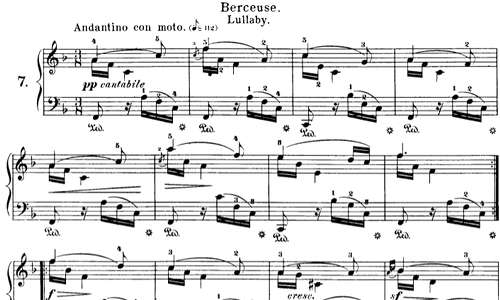 Berceuse.
Lullaby.
Andantino con moto. (♪= 112)
7.
pp cantabile
Ped. * Ped. * Ped. * Ped. *
Ped. * Ped. * Ped. * Ped. *
f cresc. sf